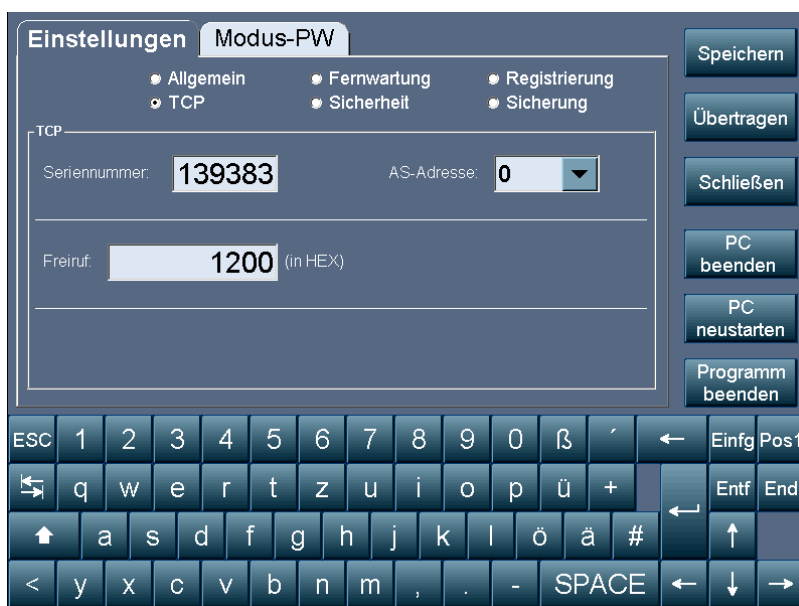 Einstellungen Modus-PW
Speichern
Allgemein Fernwartung Registrierung
TCP Sicherheit Sicherung
Übertragen
TCP
Seriennummer: 139383 AS-Adresse: 0
Schließen
Freiruf: 1200 (in HEX)
PC
beenden
PC
neustarten
Programm
beenden
ESC 1 2 3 4 5 6 7 8 9 0 ß ´ ← Einfg Pos1
↹ q w e r t z u i o p ü + Entf End
⬆ a s d f g h j k l ö ä # ↵ ↑
< y x c v b n m , . - SPACE ← ↓ →